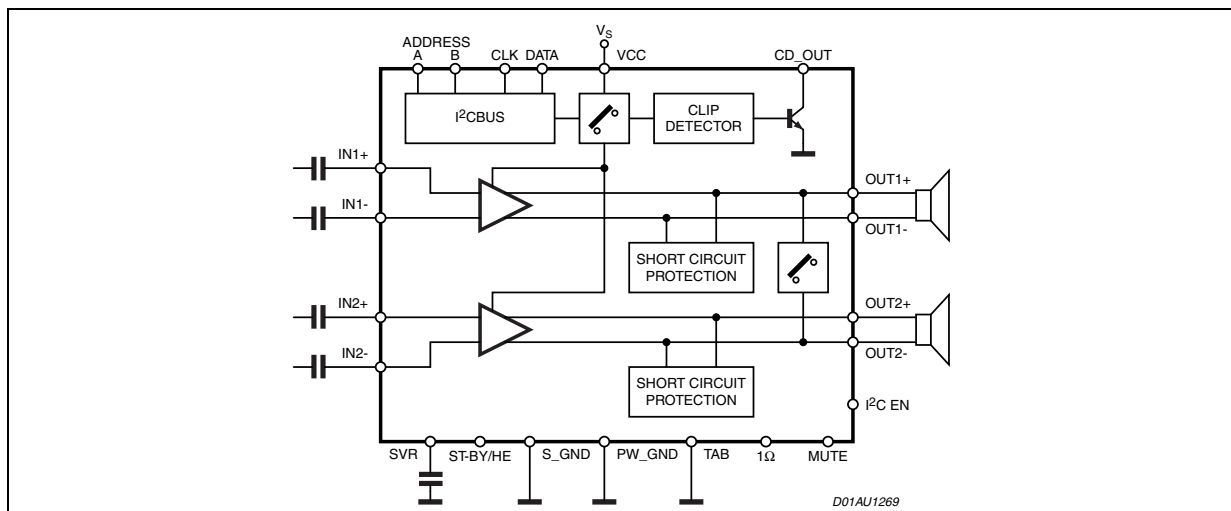 V_S
ADDRESS
A B CLK DATA VCC CD_OUT
I²CBUS
CLIP
DETECTOR
IN1+
OUT1+
IN1-
OUT1-
SHORT CIRCUIT
PROTECTION
IN2+
OUT2+
IN2-
OUT2-
SHORT CIRCUIT
PROTECTION
I²C EN
SVR ST-BY/HE S_GND PW_GND TAB 1Ω MUTE
D01AU1269